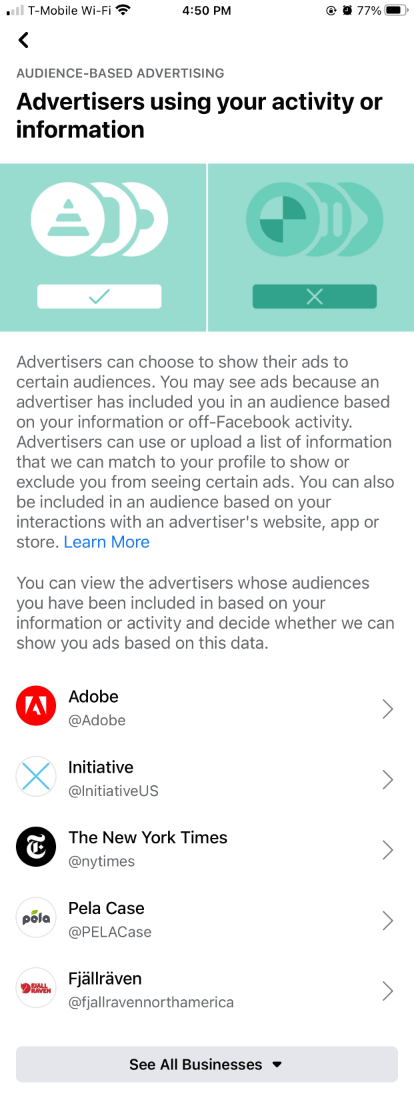 T-Mobile Wi-Fi 4:50 PM 77%
AUDIENCE-BASED ADVERTISING
Advertisers using your activity or
information
Advertisers can choose to show their ads to
certain audiences. You may see ads because an
advertiser has included you in an audience based
on your information or off-Facebook activity.
Advertisers can use or upload a list of information
that we can match to your profile to show or
exclude you from seeing certain ads. You can also
be included in an audience based on your
interactions with an advertiser's website, app or
store. Learn More
You can view the advertisers whose audiences
you have been included in based on your
information or activity and decide whether we can
show you ads based on this data.
Adobe
@Adobe
Initiative
@InitiativeUS
The New York Times
@nytimes
pela
Pela Case
@PELACase
FJÄLL
RÄVEN
Fjällräven
@fjallravennorthamerica
See All Businesses